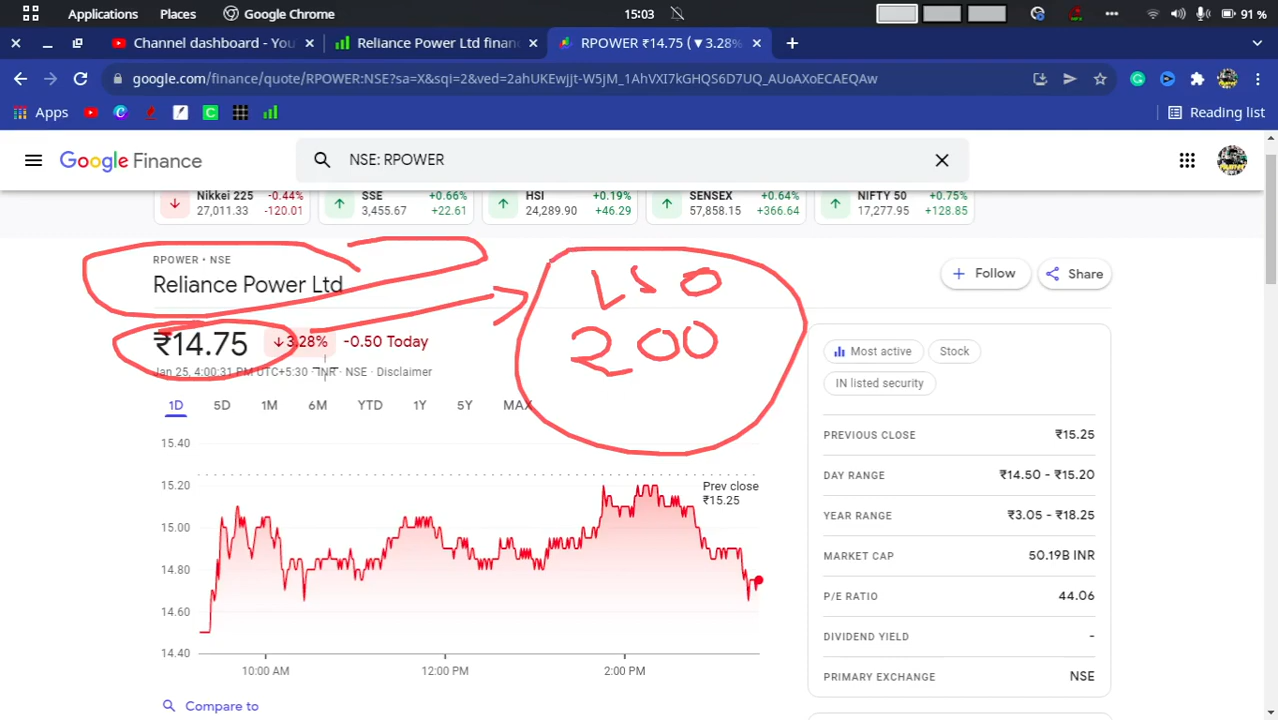 Applications Places Google Chrome 15:03 91 %
Channel dashboard - You Reliance Power Ltd finan RPOWER ₹14.75 (▼3.28%
google.com/finance/quote/RPOWER:NSE?sa=X&sqi=2&ved=2ahUKEwjjt-W5jM_1AhVXI7kGHQS6D7UQ_AUoAXoECAEQAw
Apps Reading list
Google Finance NSE: RPOWER
Nikkei 225 -0.44% SSE +0.66% HSI +0.19% SENSEX +0.64% NIFTY 50 +0.75%
27,011.33 -120.01 3,455.67 +22.61 24,289.90 +46.29 57,858.15 +366.64 17,277.95 +128.85
RPOWER • NSE
Reliance Power Ltd
+ Follow Share
150
200
₹14.75 ↓3.28% -0.50 Today
Jan 25, 4:00:31 PM UTC+5:30 · INR · NSE · Disclaimer
1D 5D 1M 6M YTD 1Y 5Y MAX
15.40
15.20
15.00
14.80
14.60
14.40
Prev close
₹15.25
10:00 AM 12:00 PM 2:00 PM
Compare to
Most active Stock
IN listed security
PREVIOUS CLOSE ₹15.25
DAY RANGE ₹14.50 - ₹15.20
YEAR RANGE ₹3.05 - ₹18.25
MARKET CAP 50.19B INR
P/E RATIO 44.06
DIVIDEND YIELD -
PRIMARY EXCHANGE NSE